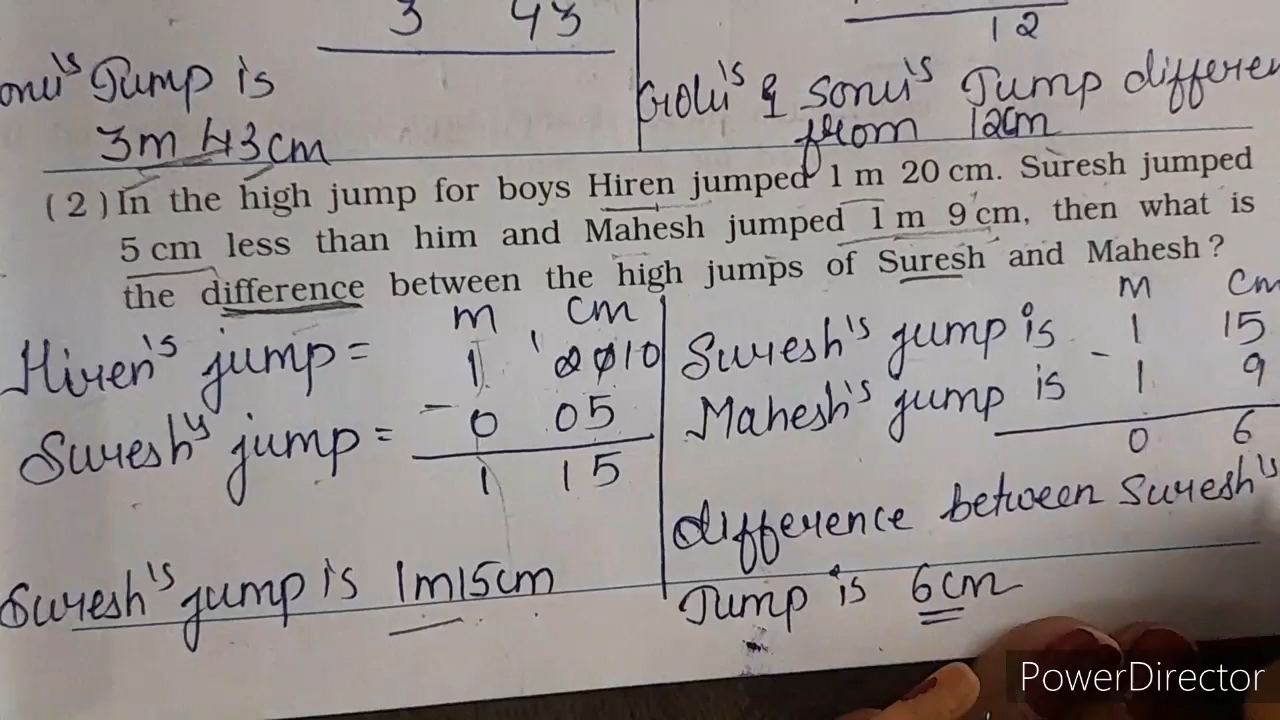 3 43
12
onu's Jump is
3m 43cm
Golu's & Sonu's Jump differen
from 12cm
(2) In the high jump for boys Hiren jumped 1 m 20 cm. Suresh jumped
5 cm less than him and Mahesh jumped 1 m 9 cm, then what is
the difference between the high jumps of Suresh and Mahesh?
m cm
Hiren's jump = 1 1 2010
Suresh's jump = - 0 05
1 15
Suresh's jump is 1m15cm
M Cm
Suresh's jump is 1 15
Mahesh's jump is - 1 9
0 6
difference between Suresh's
Jump is 6cm
PowerDirector